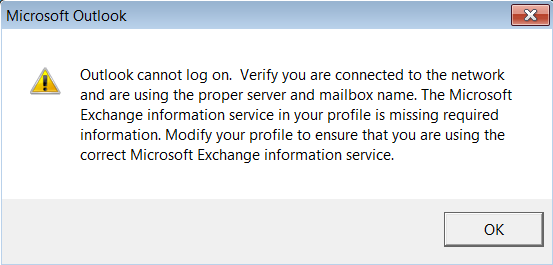 Microsoft Outlook
Outlook cannot log on.  Verify you are connected to the network
and are using the proper server and mailbox name. The Microsoft
Exchange information service in your profile is missing required
information. Modify your profile to ensure that you are using the
correct Microsoft Exchange information service.
OK